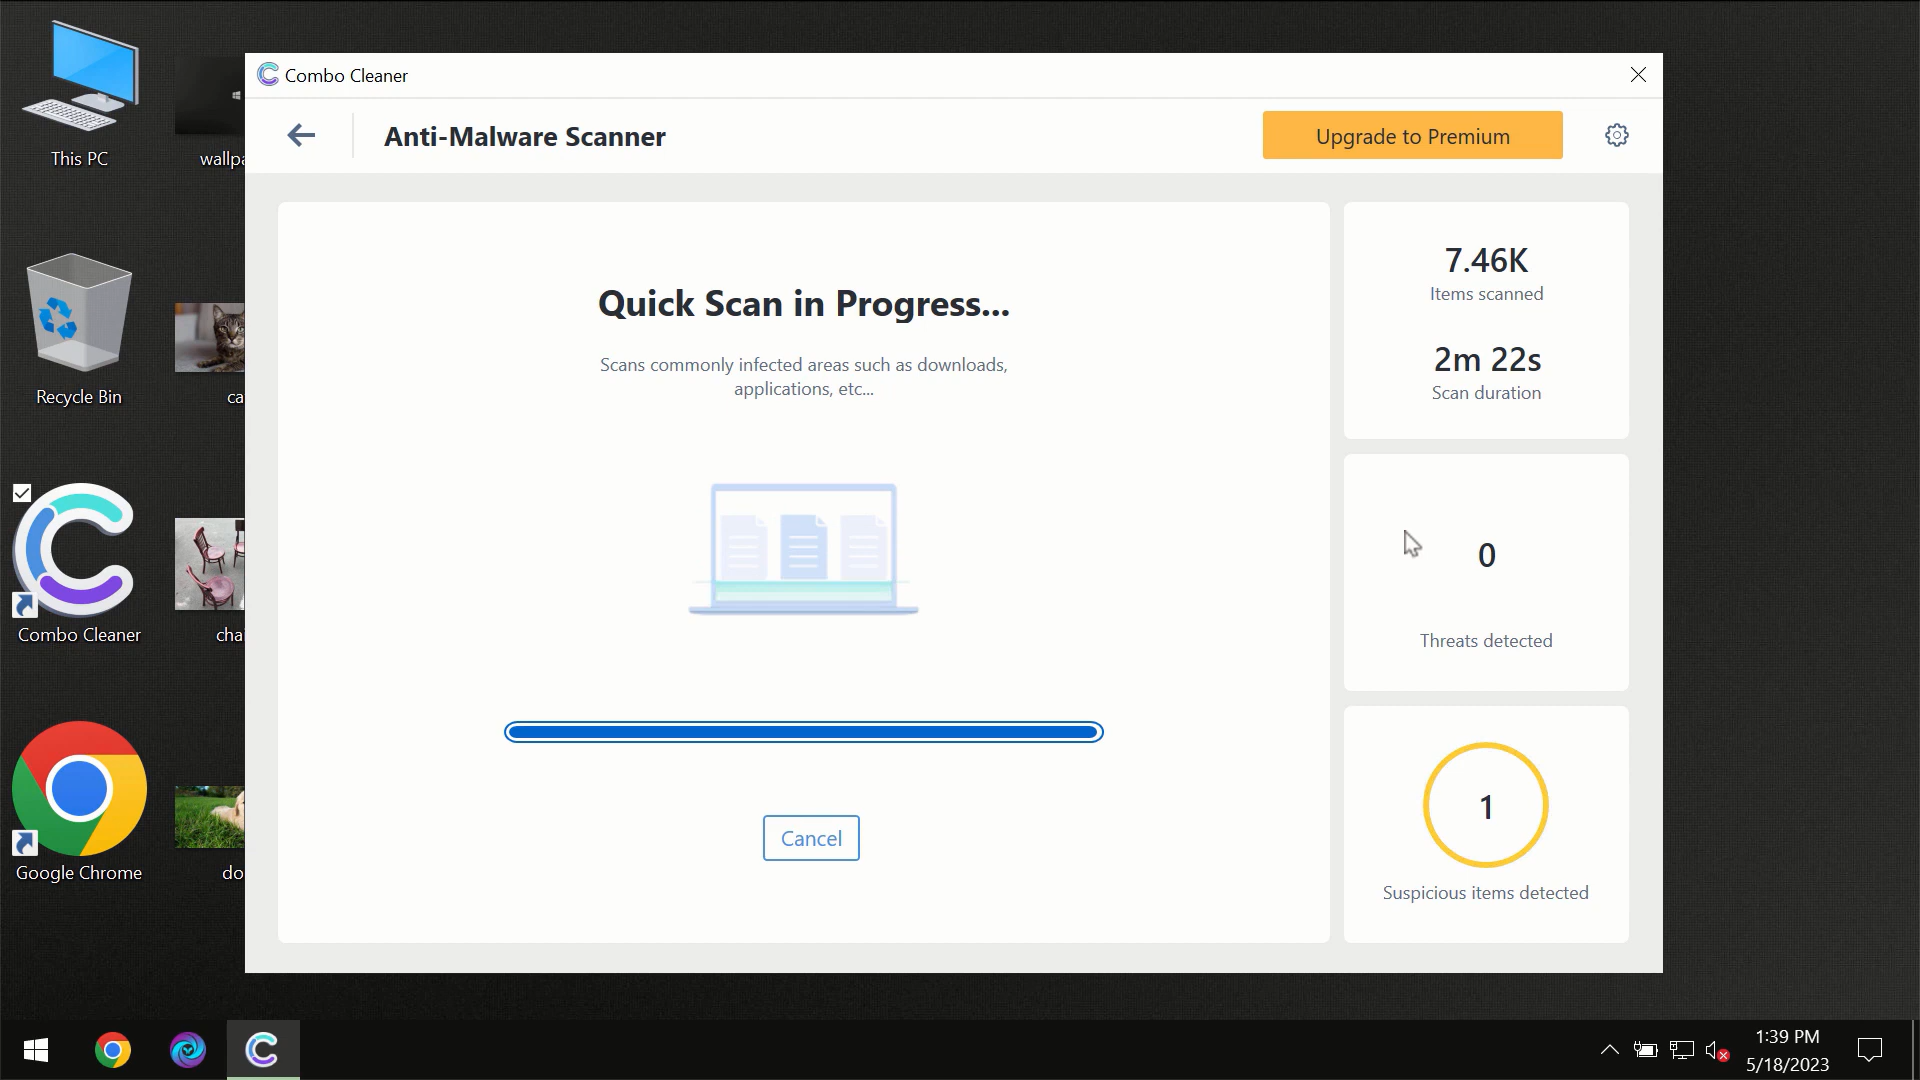 Combo Cleaner
Anti-Malware Scanner
Upgrade to Premium
Quick Scan in Progress...
Scans commonly infected areas such as downloads,
applications, etc...
Cancel
7.46K
Items scanned
2m 22s
Scan duration
0
Threats detected
1
Suspicious items detected
This PC
wallpa
Recycle Bin
ca
Combo Cleaner
chai
Google Chrome
do
1:39 PM
5/18/2023